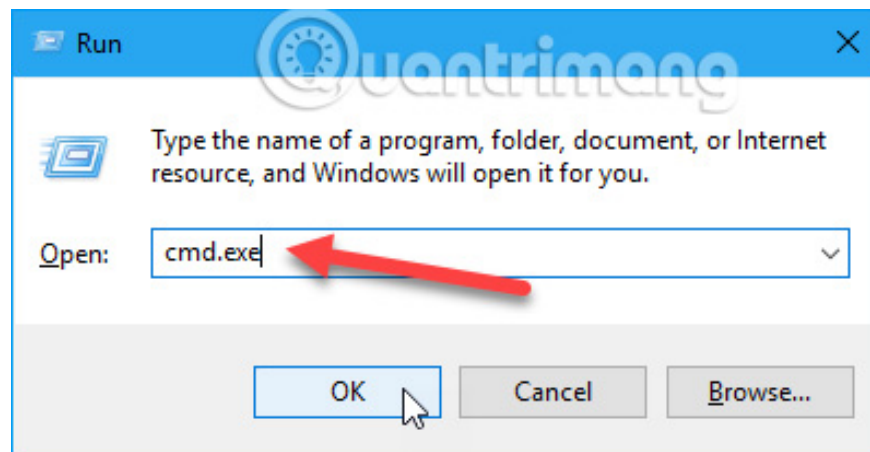 Run
Quantrimang
Type the name of a program, folder, document, or Internet
resource, and Windows will open it for you.
Open: cmd.exe
OK Cancel Browse...